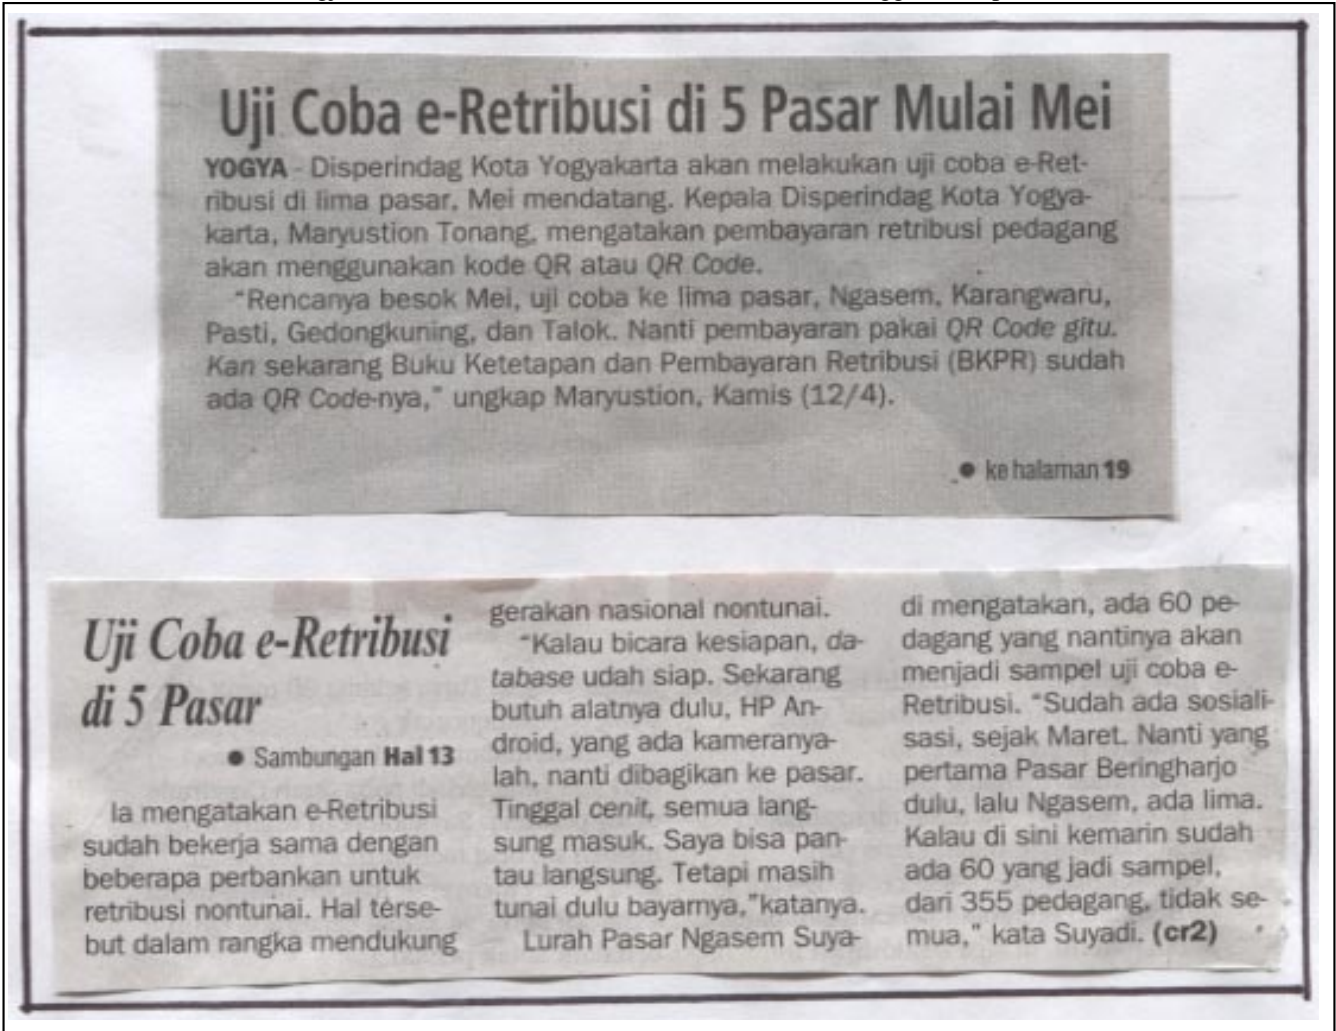 Uji Coba e-Retribusi di 5 Pasar Mulai Mei
YOGYA - Disperindag Kota Yogyakarta akan melakukan uji coba e-Ret-
ribusi di lima pasar, Mei mendatang. Kepala Disperindag Kota Yogya-
karta, Maryustion Tonang, mengatakan pembayaran retribusi pedagang
akan menggunakan kode QR atau QR Code.
"Rencanya besok Mei, uji coba ke lima pasar, Ngasem, Karangwaru,
Pasti, Gedongkuning, dan Talok. Nanti pembayaran pakai QR Code gitu.
Kan sekarang Buku Ketetapan dan Pembayaran Retribusi (BKPR) sudah
ada QR Code-nya," ungkap Maryustion, Kamis (12/4).
● ke halaman 19
Uji Coba e-Retribusi
di 5 Pasar
● Sambungan Hal 13
Ia mengatakan e-Retribusi
sudah bekerja sama dengan
beberapa perbankan untuk
retribusi nontunai. Hal terse-
but dalam rangka mendukung
gerakan nasional nontunai.
"Kalau bicara kesiapan, da-
tabase udah siap. Sekarang
butuh alatnya dulu, HP An-
droid, yang ada kameranya-
lah, nanti dibagikan ke pasar.
Tinggal cenit, semua lang-
sung masuk. Saya bisa pan-
tau langsung. Tetapi masih
tunai dulu bayarnya,"katanya.
Lurah Pasar Ngasem Suya-
di mengatakan, ada 60 pe-
dagang yang nantinya akan
menjadi sampel uji coba e-
Retribusi. "Sudah ada sosiali-
sasi, sejak Maret. Nanti yang
pertama Pasar Beringharjo
dulu, lalu Ngasem, ada lima.
Kalau di sini kemarin sudah
ada 60 yang jadi sampel,
dari 355 pedagang, tidak se-
mua," kata Suyadi. (cr2)